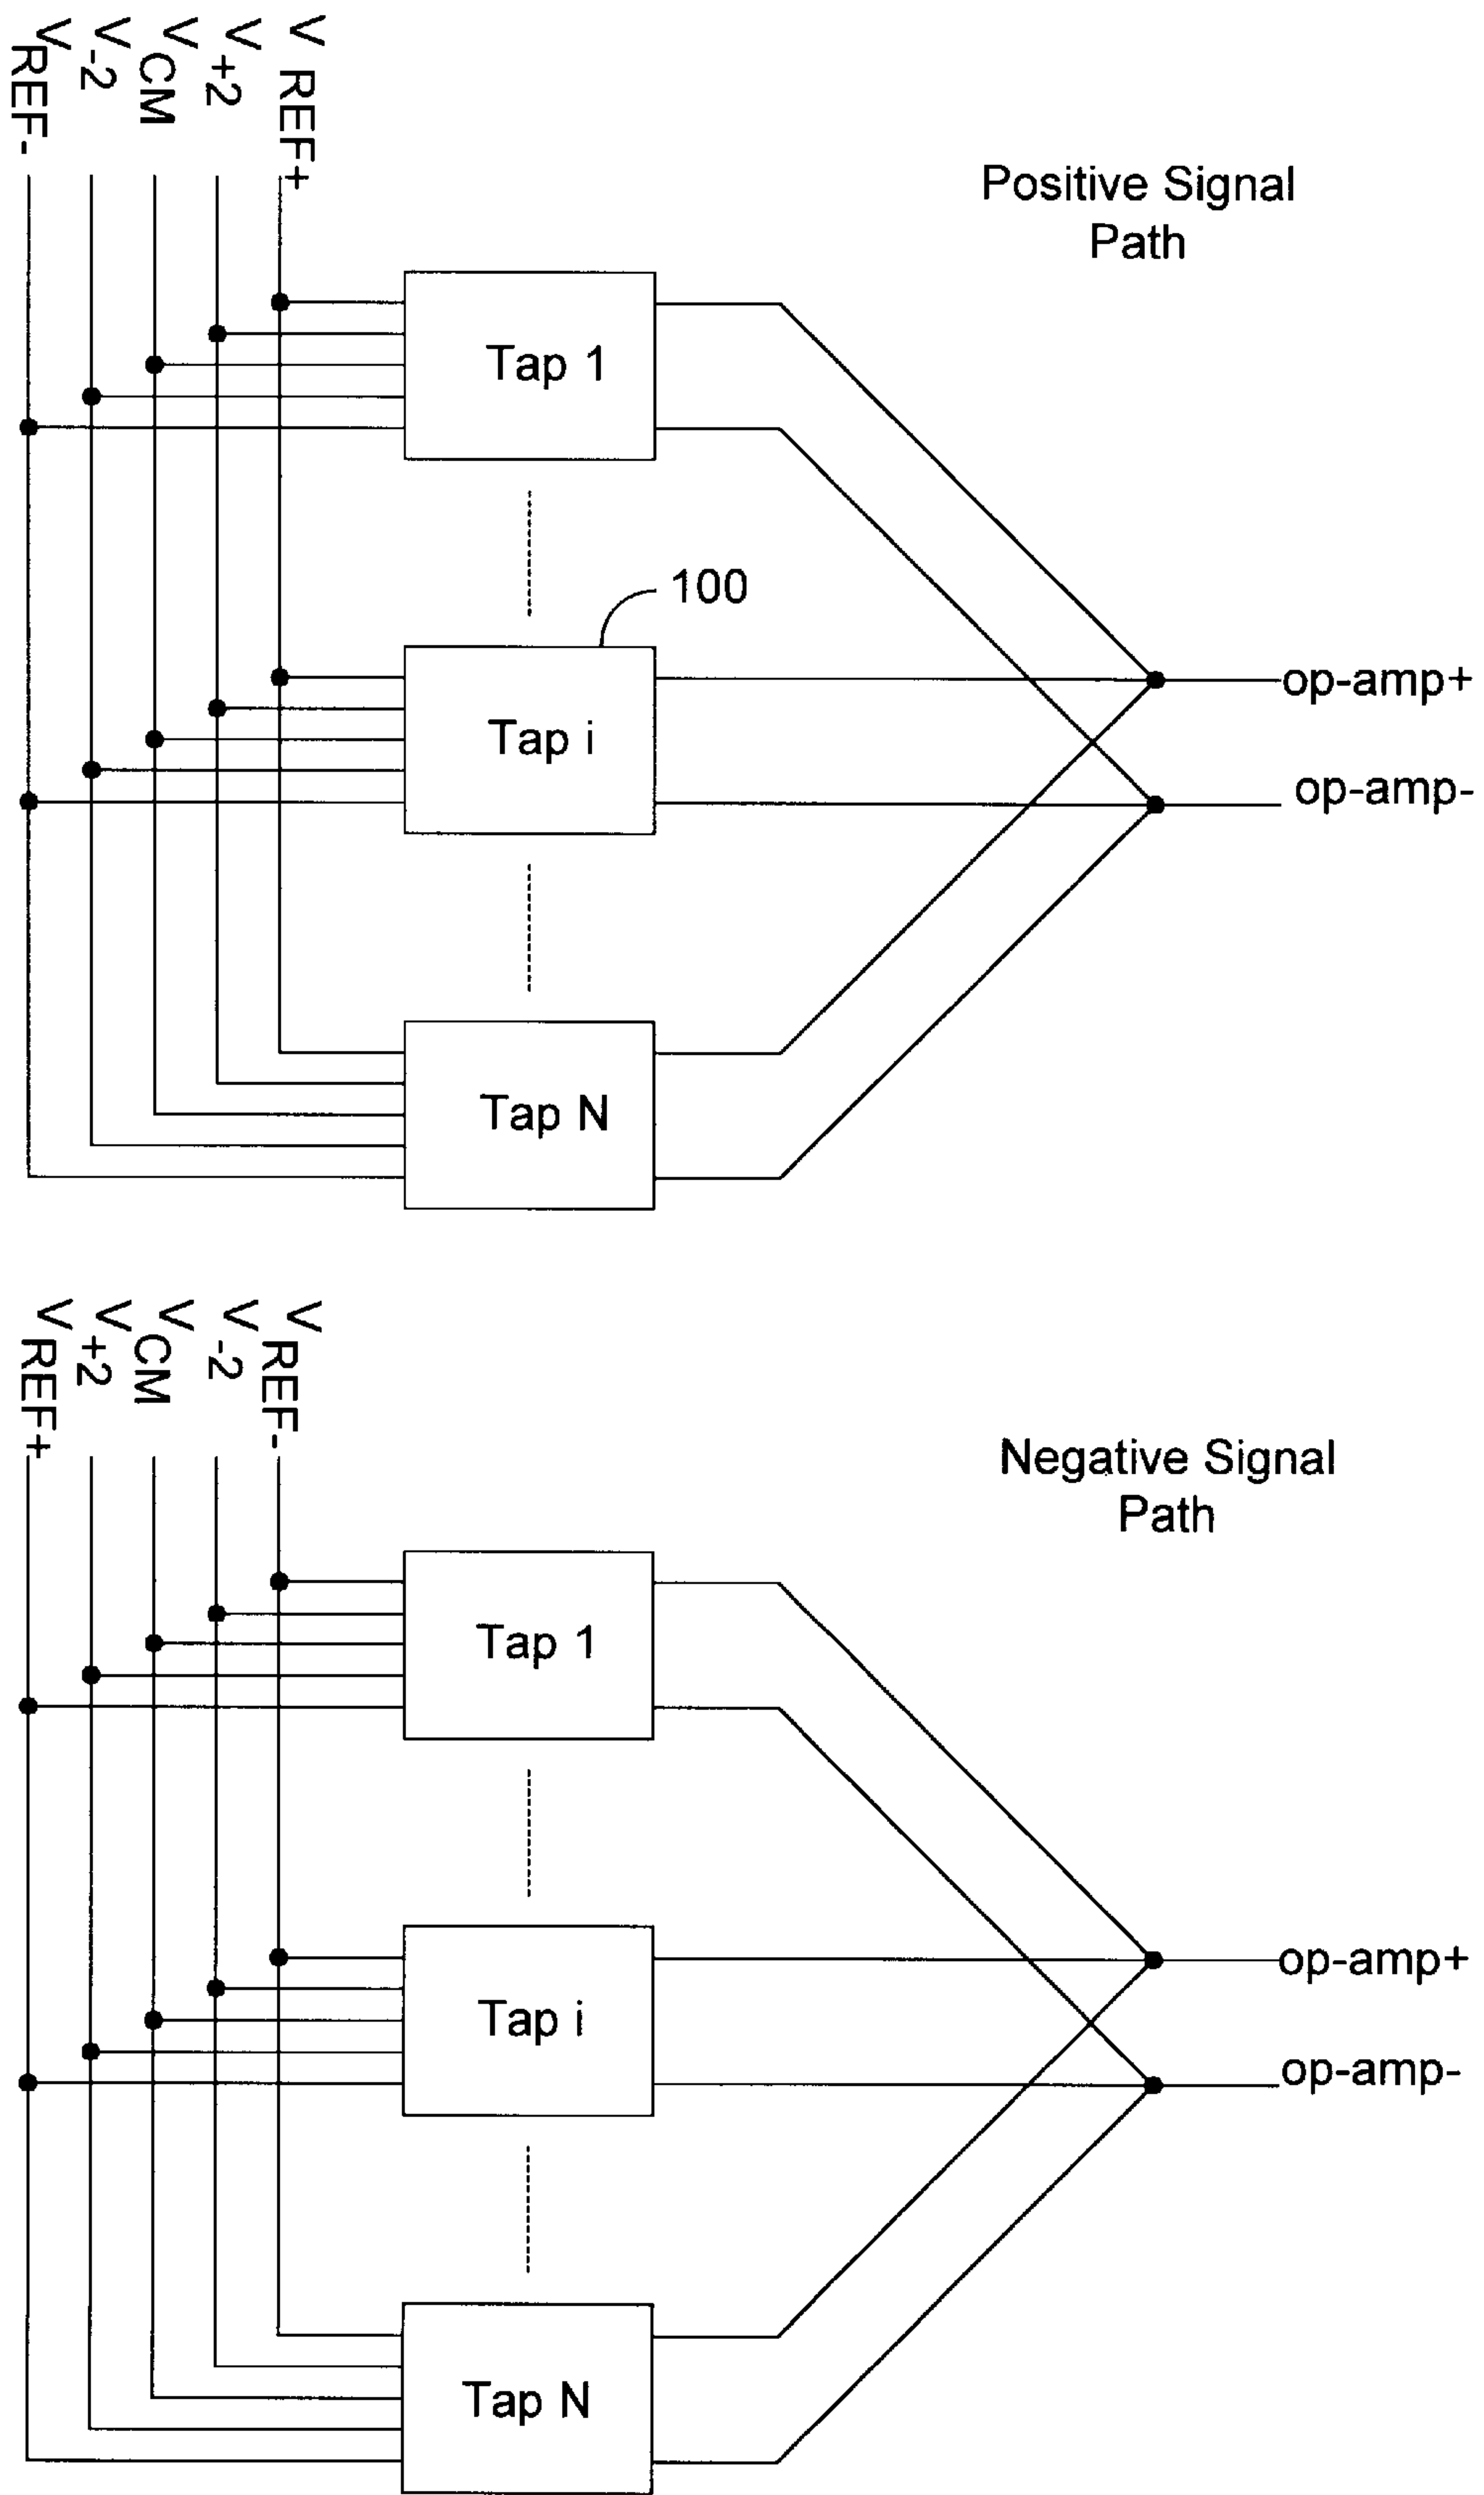 V REF-
V -2
V CM
V +2
V REF+
Positive Signal
Path
Tap 1
100
Tap i
op-amp+
op-amp-
Tap N
V REF+
V +2
V CM
V -2
V REF-
Negative Signal
Path
Tap 1
Tap i
op-amp+
op-amp-
Tap N